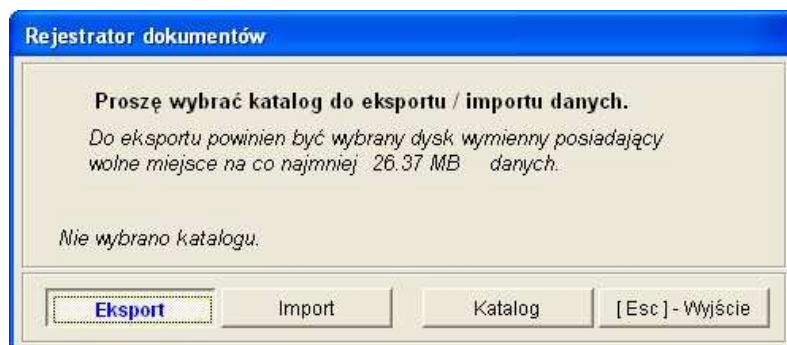 Rejestrator dokumentów
Proszę wybrać katalog do eksportu / importu danych.
Do eksportu powinien być wybrany dysk wymienny posiadający
wolne miejsce na co najmniej 26.37 MB danych.
Nie wybrano katalogu.
Eksport Import Katalog [ Esc ] - Wyjście